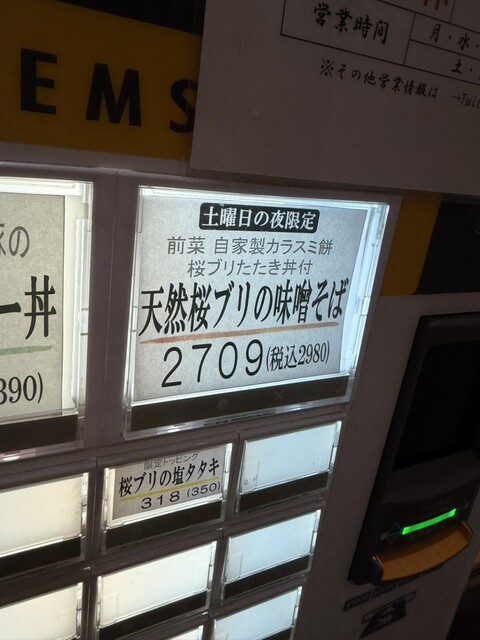 営業時間
月・水・
土・
※その他営業情報は →Twit
EMS
土曜日の夜限定
前菜 自家製カラスミ餅
桜ブリたたき丼付
天然桜ブリの味噌そば
2709(税込2980)
の
ー丼
390)
限定トッピング
桜ブリの塩タタキ
318(350)